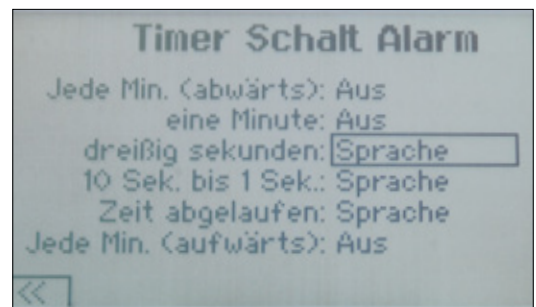 Timer Schalt Alarm
Jede Min. (abwärts): Aus
eine Minute: Aus
dreißig sekunden: Sprache
10 Sek. bis 1 Sek.: Sprache
Zeit abgelaufen: Sprache
Jede Min. (aufwärts): Aus
<<